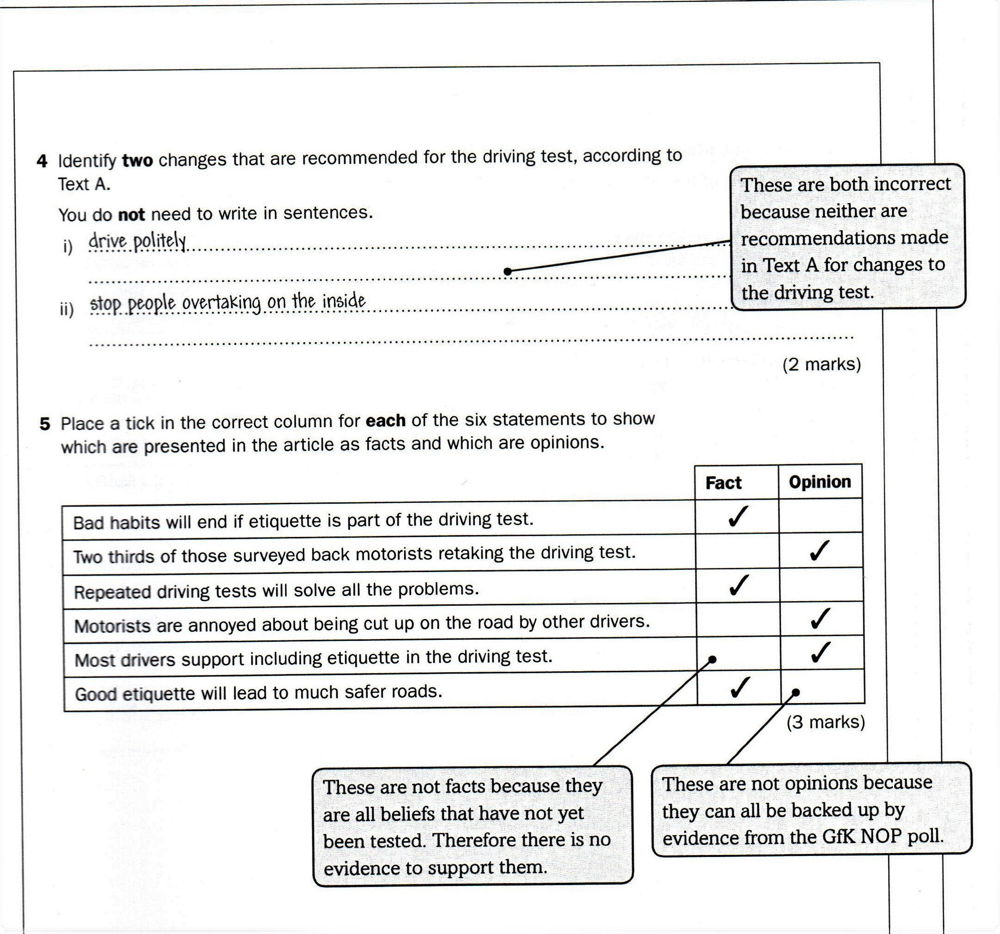 4 Identify two changes that are recommended for the driving test, according to
Text A.
You do not need to write in sentences.
i) drive politely
ii) stop people overtaking on the inside
These are both incorrect
because neither are
recommendations made
in Text A for changes to
the driving test.
(2 marks)
5 Place a tick in the correct column for each of the six statements to show
which are presented in the article as facts and which are opinions.
Fact Opinion
Bad habits will end if etiquette is part of the driving test. ✓
Two thirds of those surveyed back motorists retaking the driving test. ✓
Repeated driving tests will solve all the problems. ✓
Motorists are annoyed about being cut up on the road by other drivers. ✓
Most drivers support including etiquette in the driving test. ✓
Good etiquette will lead to much safer roads. ✓
(3 marks)
These are not facts because they
are all beliefs that have not yet
been tested. Therefore there is no
evidence to support them.
These are not opinions because
they can all be backed up by
evidence from the GfK NOP poll.